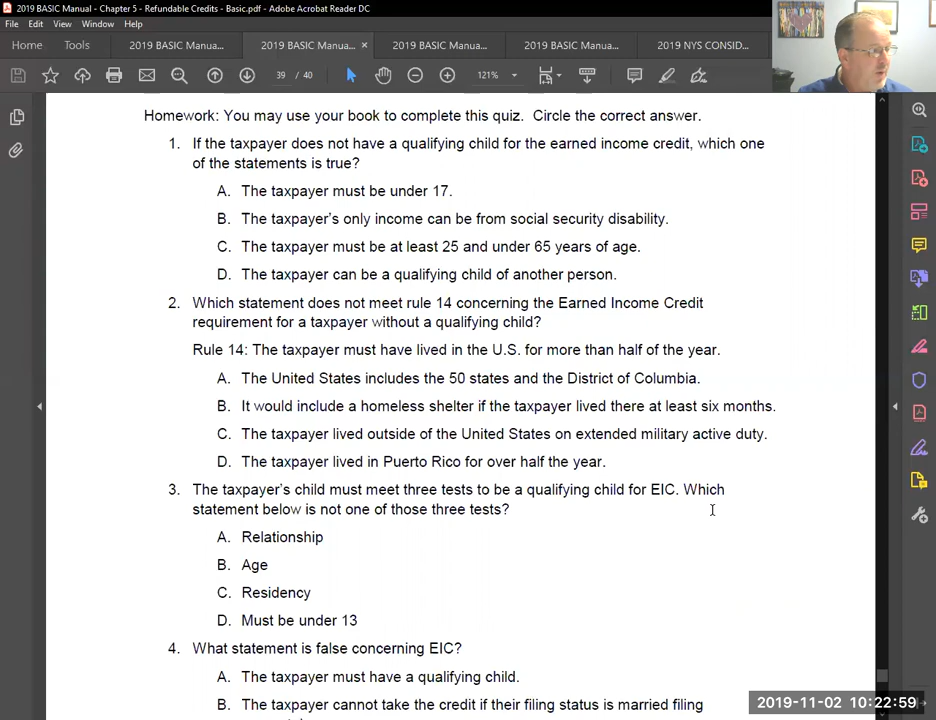 2019 BASIC Manual - Chapter 5 - Refundable Credits - Basic.pdf - Adobe Acrobat Reader DC
File Edit View Window Help
Home Tools 2019 BASIC Manua... 2019 BASIC Manua... × 2019 BASIC Manua... 2019 BASIC Manua... 2019 NYS CONSID...
39 / 40 121%
Homework: You may use your book to complete this quiz. Circle the correct answer.
1. If the taxpayer does not have a qualifying child for the earned income credit, which one
of the statements is true?
A. The taxpayer must be under 17.
B. The taxpayer's only income can be from social security disability.
C. The taxpayer must be at least 25 and under 65 years of age.
D. The taxpayer can be a qualifying child of another person.
2. Which statement does not meet rule 14 concerning the Earned Income Credit
requirement for a taxpayer without a qualifying child?
Rule 14: The taxpayer must have lived in the U.S. for more than half of the year.
A. The United States includes the 50 states and the District of Columbia.
B. It would include a homeless shelter if the taxpayer lived there at least six months.
C. The taxpayer lived outside of the United States on extended military active duty.
D. The taxpayer lived in Puerto Rico for over half the year.
3. The taxpayer's child must meet three tests to be a qualifying child for EIC. Which
statement below is not one of those three tests?
A. Relationship
B. Age
C. Residency
D. Must be under 13
4. What statement is false concerning EIC?
A. The taxpayer must have a qualifying child.
B. The taxpayer cannot take the credit if their filing status is married filing
2019-11-02 10:22:59